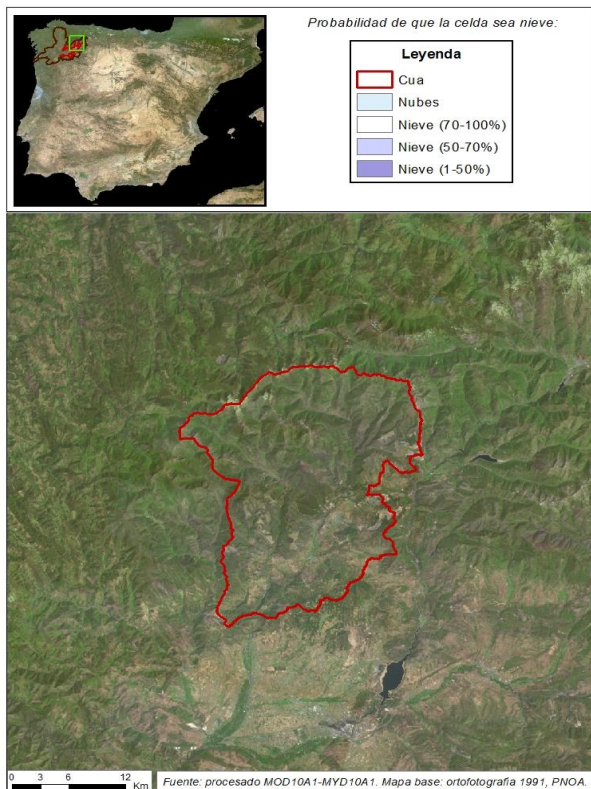 Probabilidad de que la celda sea nieve:
Leyenda
Cua
Nubes
Nieve (70-100%)
Nieve (50-70%)
Nieve (1-50%)
0 3 6 12
Km
Fuente: procesado MOD10A1-MYD10A1. Mapa base: ortofotografia 1991, PNOA.